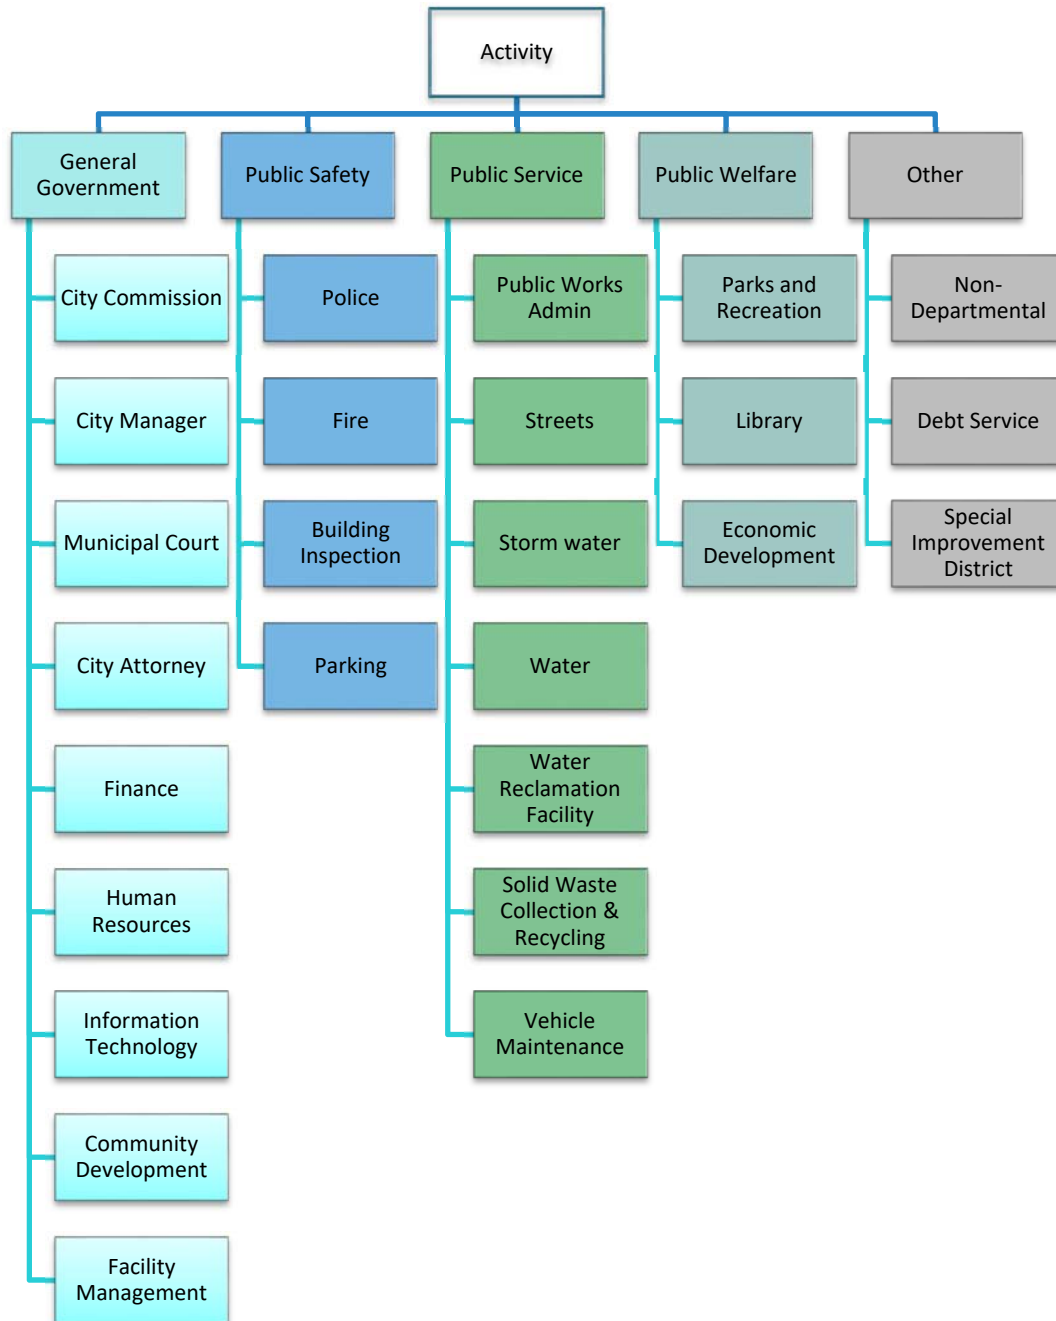 Activity
General
Government
Public Safety
Public Service
Public Welfare
Other
City Commission
City Manager
Municipal Court
City Attorney
Finance
Human
Resources
Information
Technology
Community
Development
Facility
Management
Police
Fire
Building
Inspection
Parking
Public Works
Admin
Streets
Storm water
Water
Water
Reclamation
Facility
Solid Waste
Collection &
Recycling
Vehicle
Maintenance
Parks and
Recreation
Library
Economic
Development
Non-
Departmental
Debt Service
Special
Improvement
District